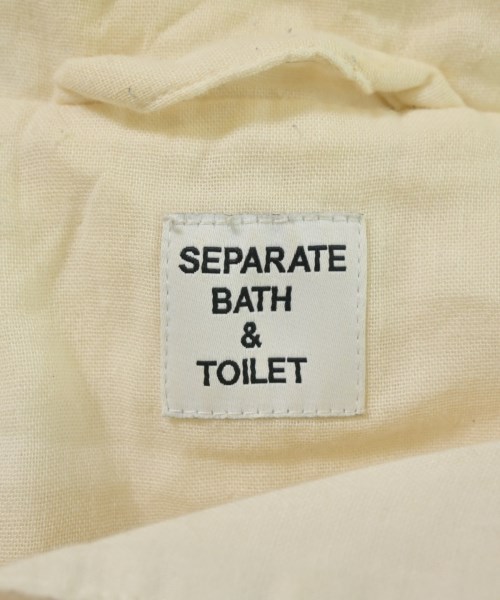 SEPARATE
BATH
&
TOILET